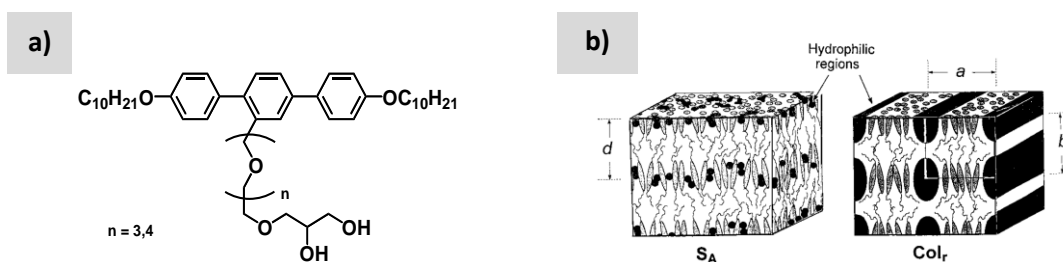 a)
C10H21O
OC10H21
O
n
O
OH
OH
n = 3,4
b)
Hydrophilic
regions
a
d
b
SA
Colr